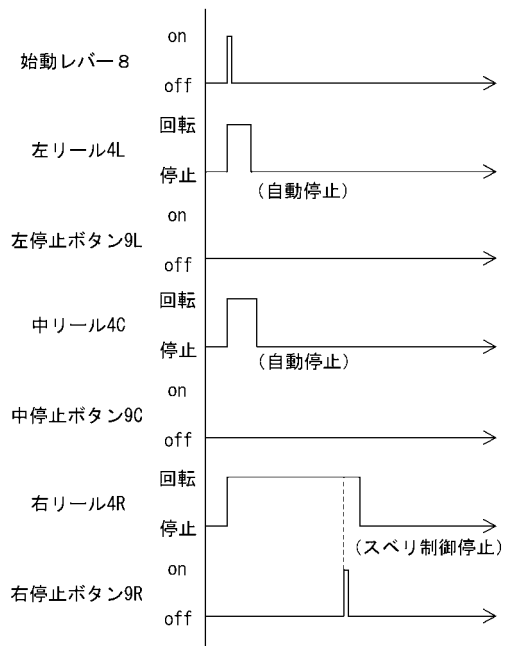 on
始動レバー８
off
回転
左リール4L
停止
(自動停止)
on
左停止ボタン9L
off
回転
中リール4C
停止
(自動停止)
on
中停止ボタン9C
off
回転
右リール4R
停止
(スベリ制御停止)
on
右停止ボタン9R
off